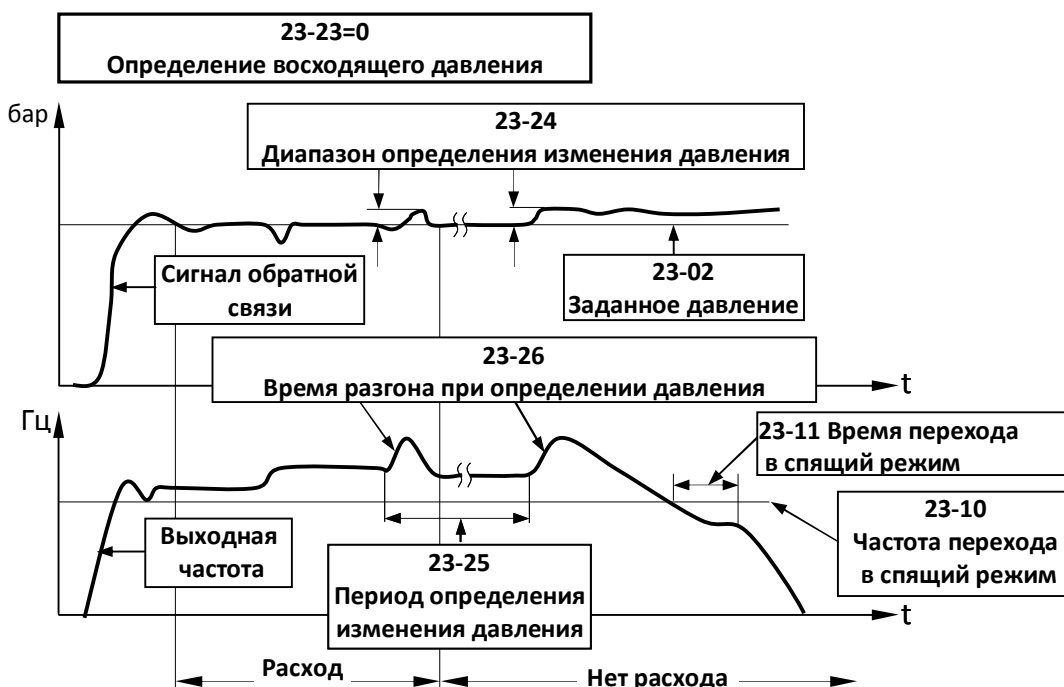 23-23=0
Определение восходящего давления
бар
23-24
Диапазон определения изменения давления
Сигнал обратной
связи
23-02
Заданное давление
23-26
Время разгона при определении давления
t
Гц
23-11 Время перехода
в спящий режим
Выходная
частота
23-25
Период определения
изменения давления
23-10
Частота перехода
в спящий режим
t
Расход
Нет расхода